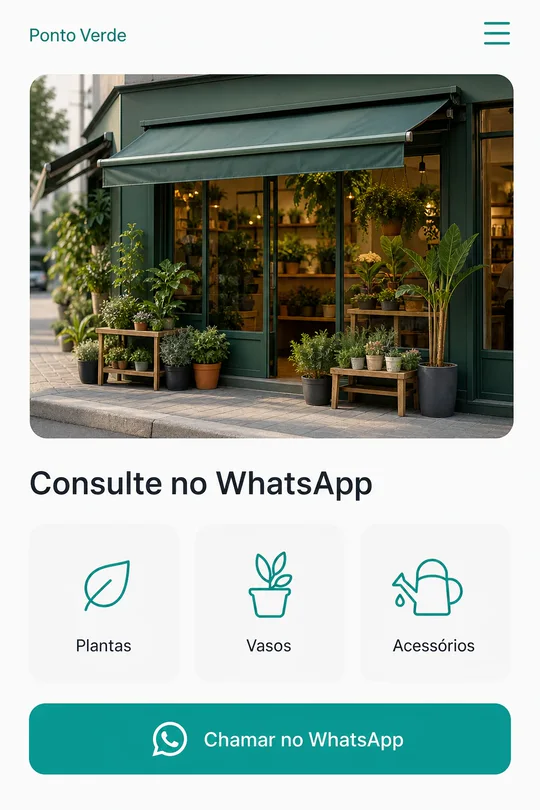 Ponto Verde
Consulte no WhatsApp
Plantas
Vasos
Acessórios
Chamar no WhatsApp